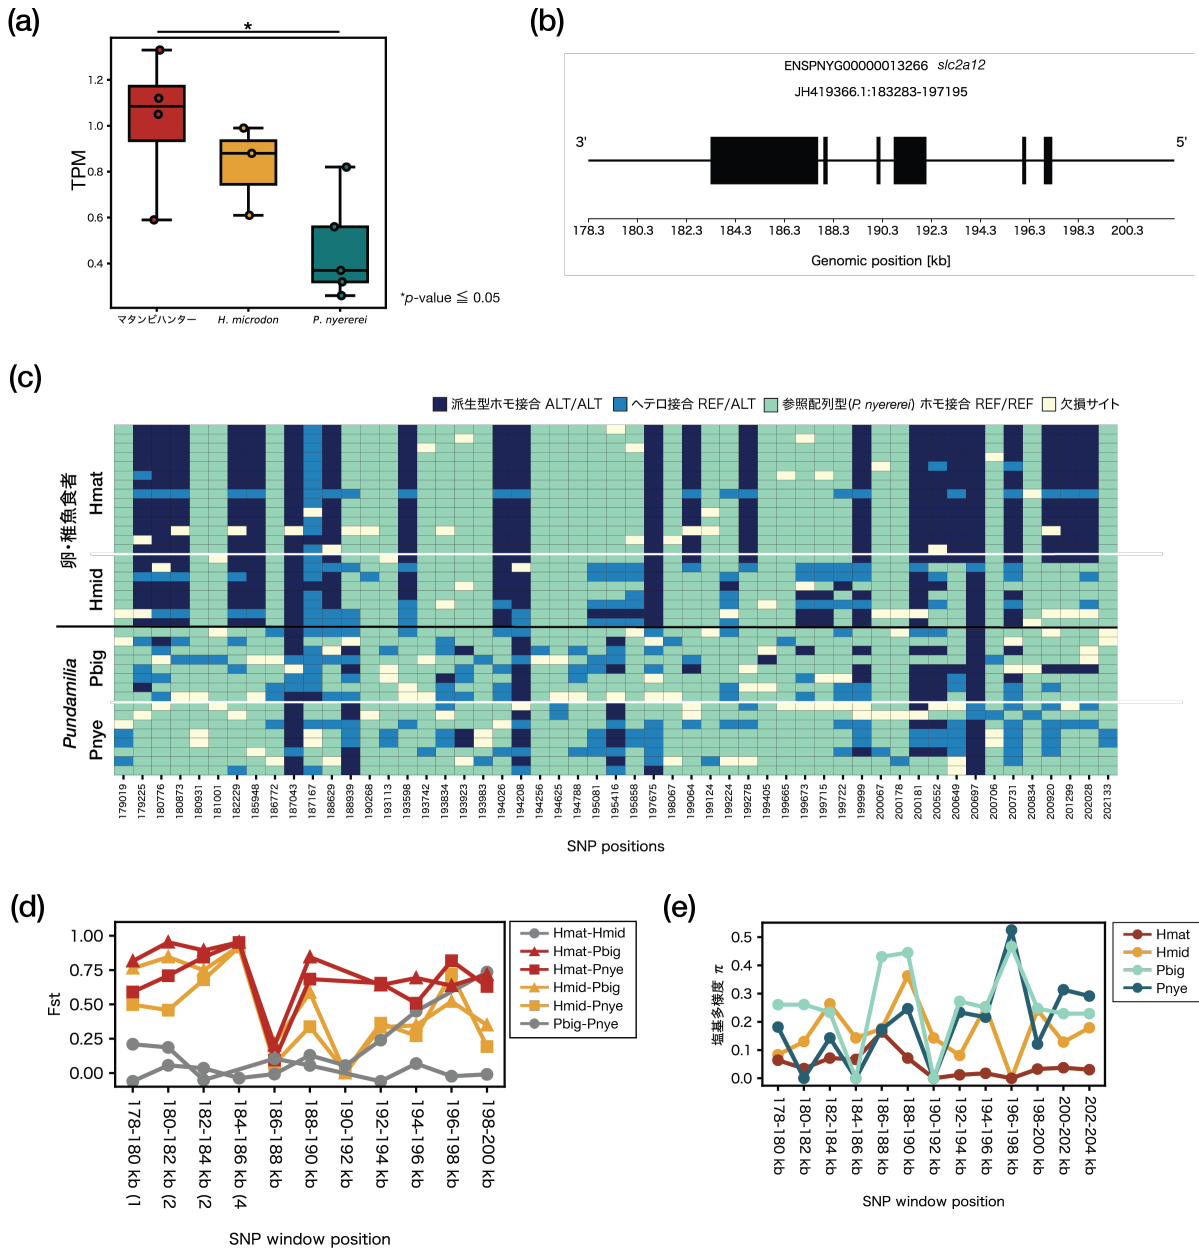 (a)
*
TPM
1.2
1.0
0.8
0.6
0.4
マタンビハンター
H. microdon
P. nyererei
*p-value ≦ 0.05
(b)
ENSPNYG00000013266 slc2a12
JH419366.1:183283-197195
3'
5'
178.3 180.3 182.3 184.3 186.3 188.3 190.3 192.3 194.3 196.3 198.3 200.3
Genomic position [kb]
(c)
派生型ホモ接合 ALT/ALT
ヘテロ接合 REF/ALT
参照配列型(P. nyererei) ホモ接合 REF/REF
欠損サイト
卵・稚魚食者
Hmat
Hmid
Pundamilia
Pbig
Pnye
179019 179225 180776 180873 180931 181001 182229 185948 186772 187043 187167 188629 188939 190268 193113 193598 193742 193834 193923 193983 194026 194208 194256 194625 194788 195081 195416 195858 197675 198067 199064 199124 199224 199278 199405 199665 199673 199715 199722 199999 200067 200178 200181 200552 200649 200697 200706 200731 200834 200920 201299 202028 202133
SNP positions
(d)
Fst
1.00
0.75
0.50
0.25
0.00
178-180 kb (1
180-182 kb (2
182-184 kb (2
184-186 kb (4
186-188 kb
188-190 kb
190-192 kb
192-194 kb
194-196 kb
196-198 kb
198-200 kb
SNP window position
Hmat-Hmid
Hmat-Pbig
Hmat-Pnye
Hmid-Pbig
Hmid-Pnye
Pbig-Pnye
(e)
塩基多様度 π
0.5
0.4
0.3
0.2
0.1
0.0
178-180 kb
180-182 kb
182-184 kb
184-186 kb
186-188 kb
188-190 kb
190-192 kb
192-194 kb
194-196 kb
196-198 kb
198-200 kb
200-202 kb
202-204 kb
SNP window position
Hmat
Hmid
Pbig
Pnye